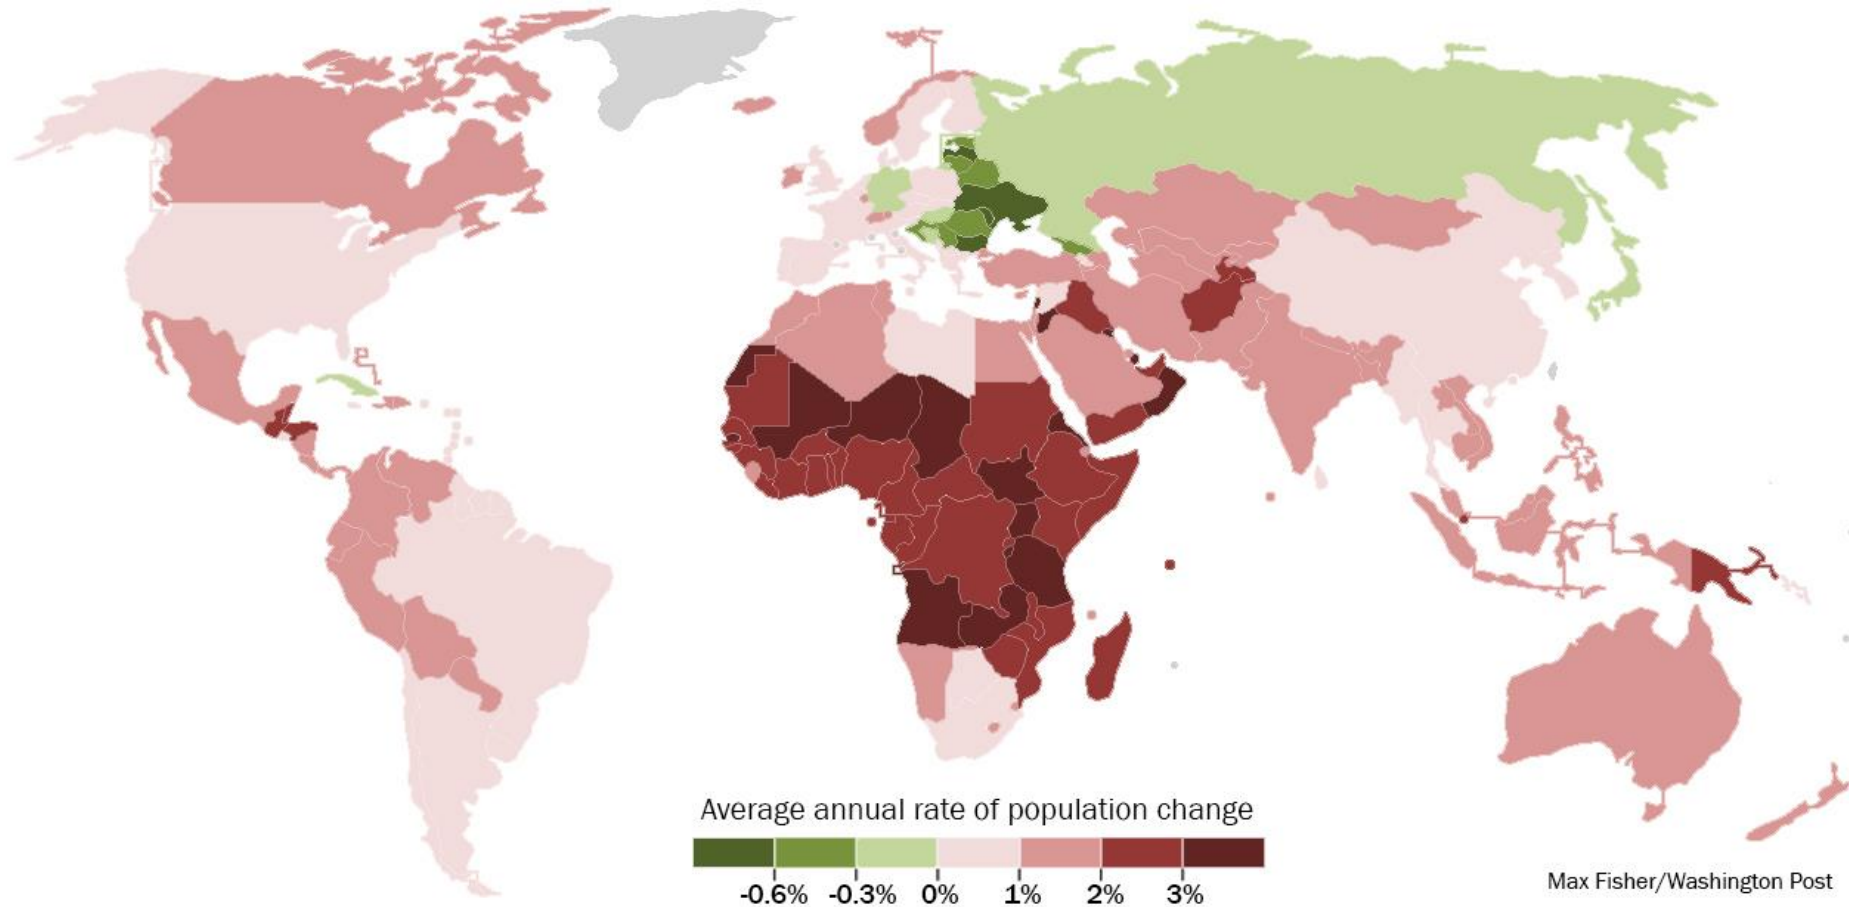 Average annual rate of population change
-0.6% -0.3% 0% 1% 2% 3%
Max Fisher/Washington Post